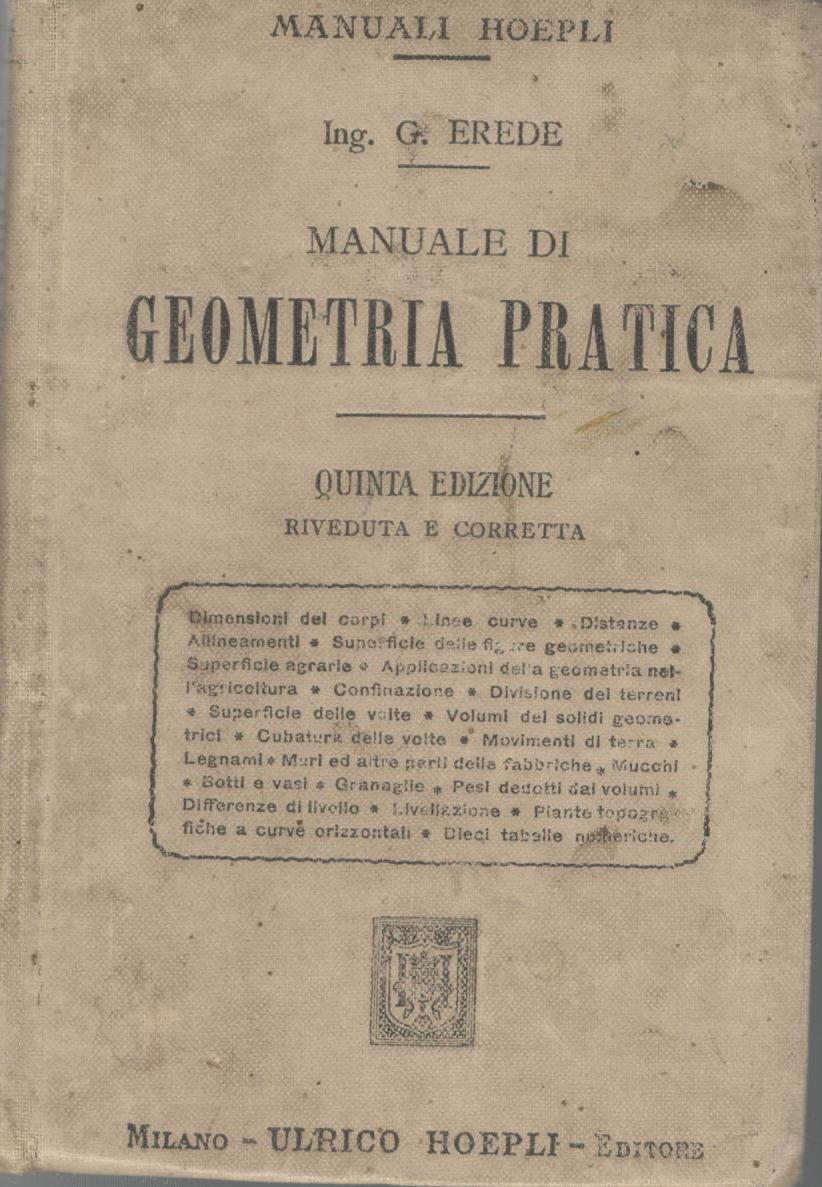 MANUALI HOEPLI
Ing. G. EREDE
MANUALE DI
GEOMETRIA PRATICA
QUINTA EDIZIONE
RIVEDUTA E CORRETTA
Dimensioni dei corpi * Linee curve * Distanze *
Allineamenti * Superficie delle figure geometriche *
Superficie agrarie * Applicazioni della geometria nel-
l'agricoltura * Confinazione * Divisione dei terreni
* Superficie delle volte * Volumi dei solidi geome-
trici * Cubatura delle volte * Movimenti di terra *
Legnami * Muri ed altre parti delle fabbriche * Mucchi
* Botti e vasi * Granaglie * Pesi dedotti dai volumi *
Differenze di livello * Livellazione * Piante topogra-
fiche a curve orizzontali * Dieci tabelle numeriche.
MILANO - ULRICO HOEPLI - EDITORE